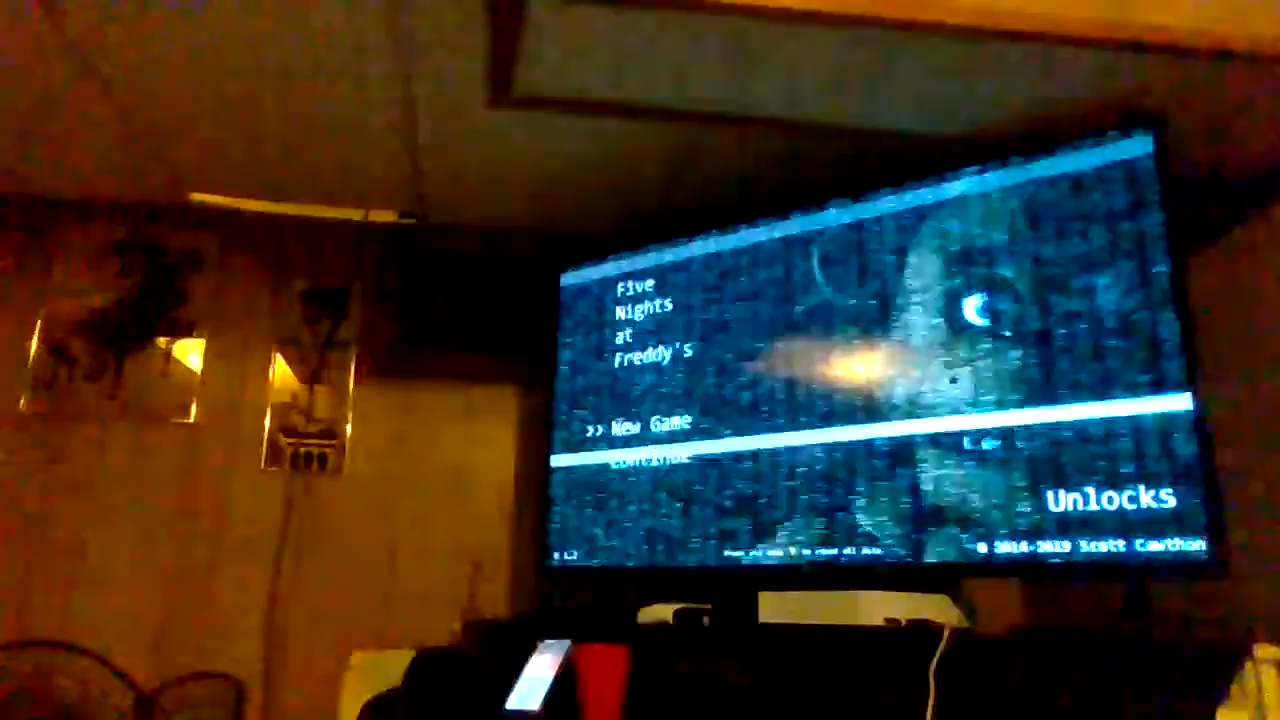 Five
Nights
at
Freddy's
>> New Game
Unlocks
© 2014-2019 Scott Cawthon